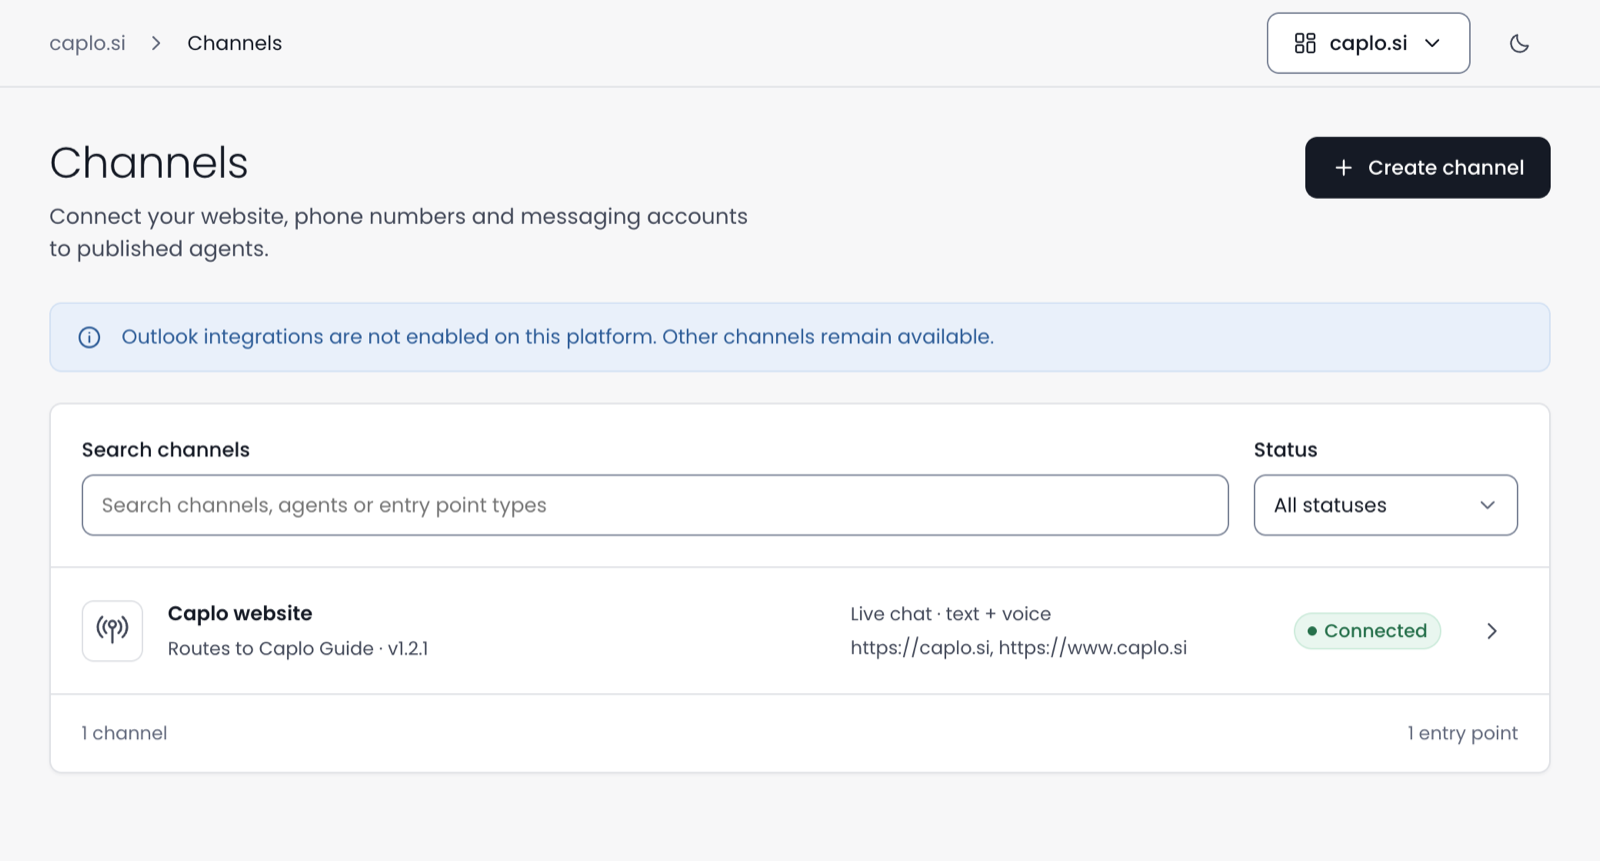 caplo.si > Channels
caplo.si
Channels
Create channel
Connect your website, phone numbers and messaging accounts
to published agents.
Outlook integrations are not enabled on this platform. Other channels remain available.
Search channels
Status
Search channels, agents or entry point types
All statuses
Caplo website
Live chat · text + voice
Connected
Routes to Caplo Guide · v1.2.1
https://caplo.si, https://www.caplo.si
1 channel
1 entry point